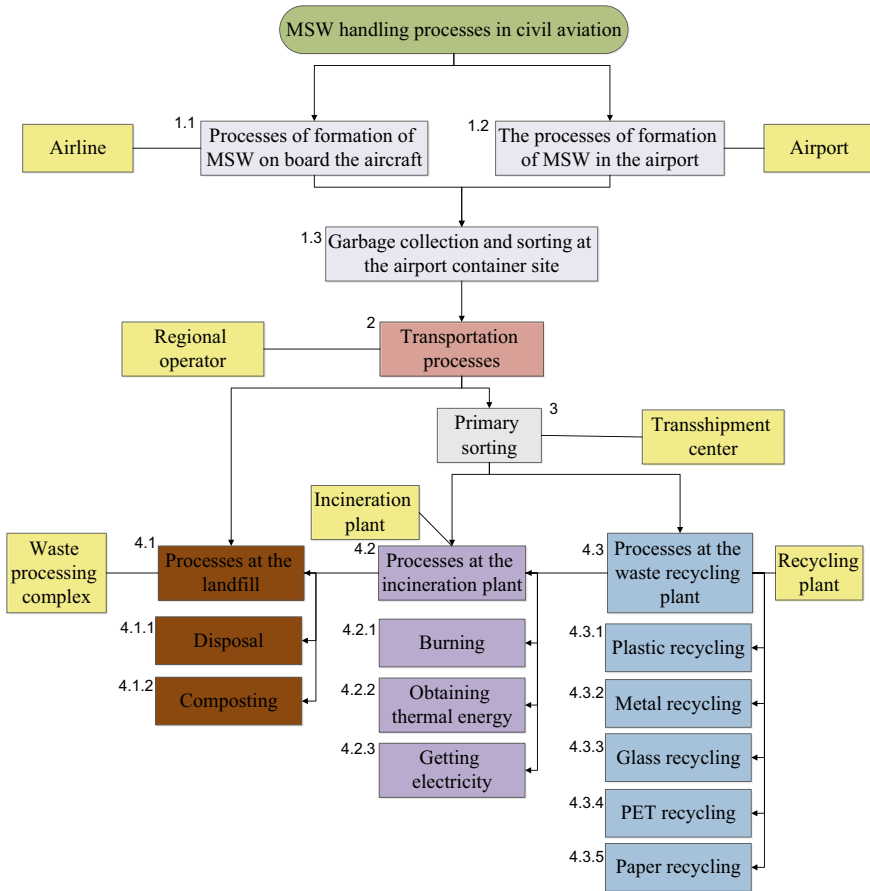 MSW handling processes in civil aviation
1.1
Processes of formation of
MSW on board the aircraft
Airline
1.2
The processes of formation
of MSW in the airport
Airport
1.3
Garbage collection and sorting at
the airport container site
2
Transportation
processes
Regional
operator
3
Primary
sorting
Transshipment
center
Incineration
plant
Waste
processing
complex
4.1
Processes at the
landfill
4.2
Processes at the
incineration plant
4.3
Processes at the
waste recycling
plant
Recycling
plant
4.1.1
Disposal
4.1.2
Composting
4.2.1
Burning
4.2.2
Obtaining
thermal energy
4.2.3
Getting
electricity
4.3.1
Plastic recycling
4.3.2
Metal recycling
4.3.3
Glass recycling
4.3.4
PET recycling
4.3.5
Paper recycling